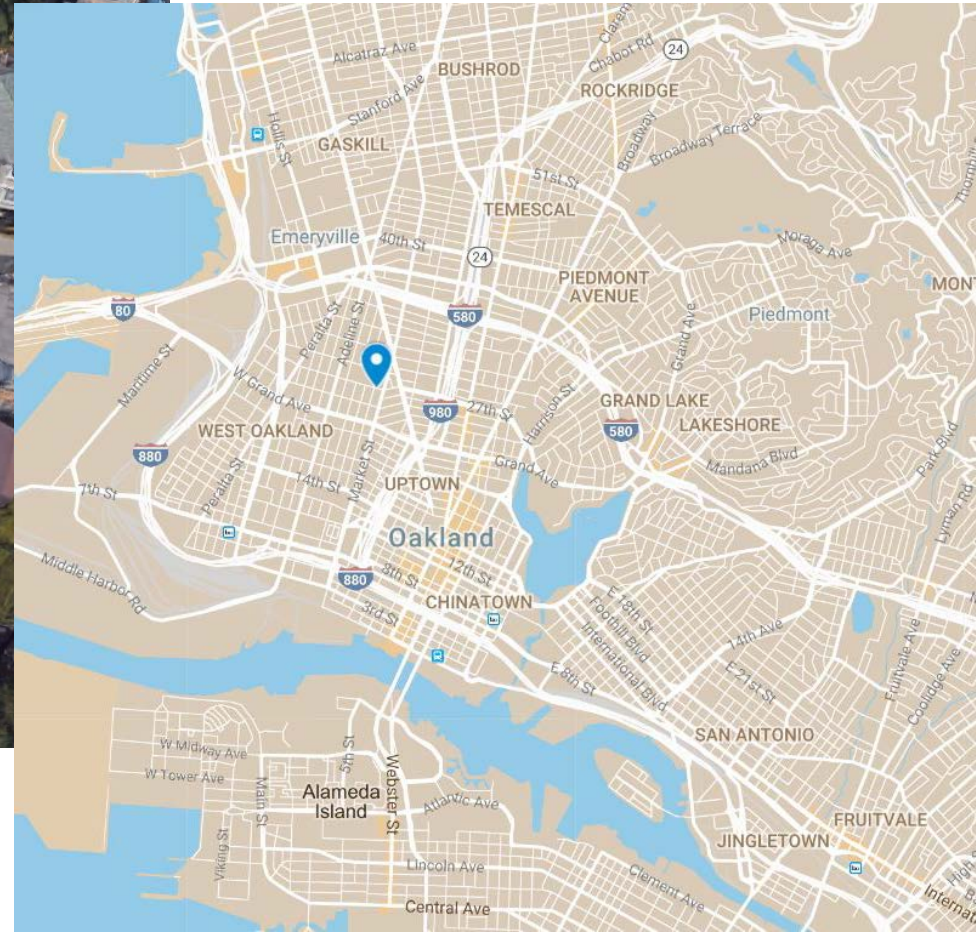 Clarem
Alcatraz Ave
Chabot Rd
24
BUSHROD
ROCKRIDGE
Stanford Ave
Hollis St
GASKILL
Broadway
Broadway Terrace
51st St
Thornhill
TEMESCAL
Emeryville
40th St
24
Moraga Ave
PIEDMONT
AVENUE
MONT
80
580
Peralta St
Adeline St
Grand Ave
Piedmont
Maritime St
W Grand Ave
Harrison St
GRAND LAKE
980
27th St
580
LAKESHORE
WEST OAKLAND
880
Market St
Grand Ave
Mandana Blvd
Park Blvd
Peralta St
14th St
UPTOWN
7th St
Lyman Rd
Oakland
Middle Harbor Rd
880
8th St
12th St
3rd St
CHINATOWN
E 18th St
Foothill Blvd
International Blvd
14th Ave
E 8th St
E 21st St
Fruitvale Ave
Coolidge Ave
SAN ANTONIO
W Midway Ave
5th St
W Tower Ave
Main St
Webster St
Alameda
Island
Atlantic Ave
Viking St
FRUITVALE
JINGLETOWN
Lincoln Ave
Clement Ave
High S
Internat
Central Ave